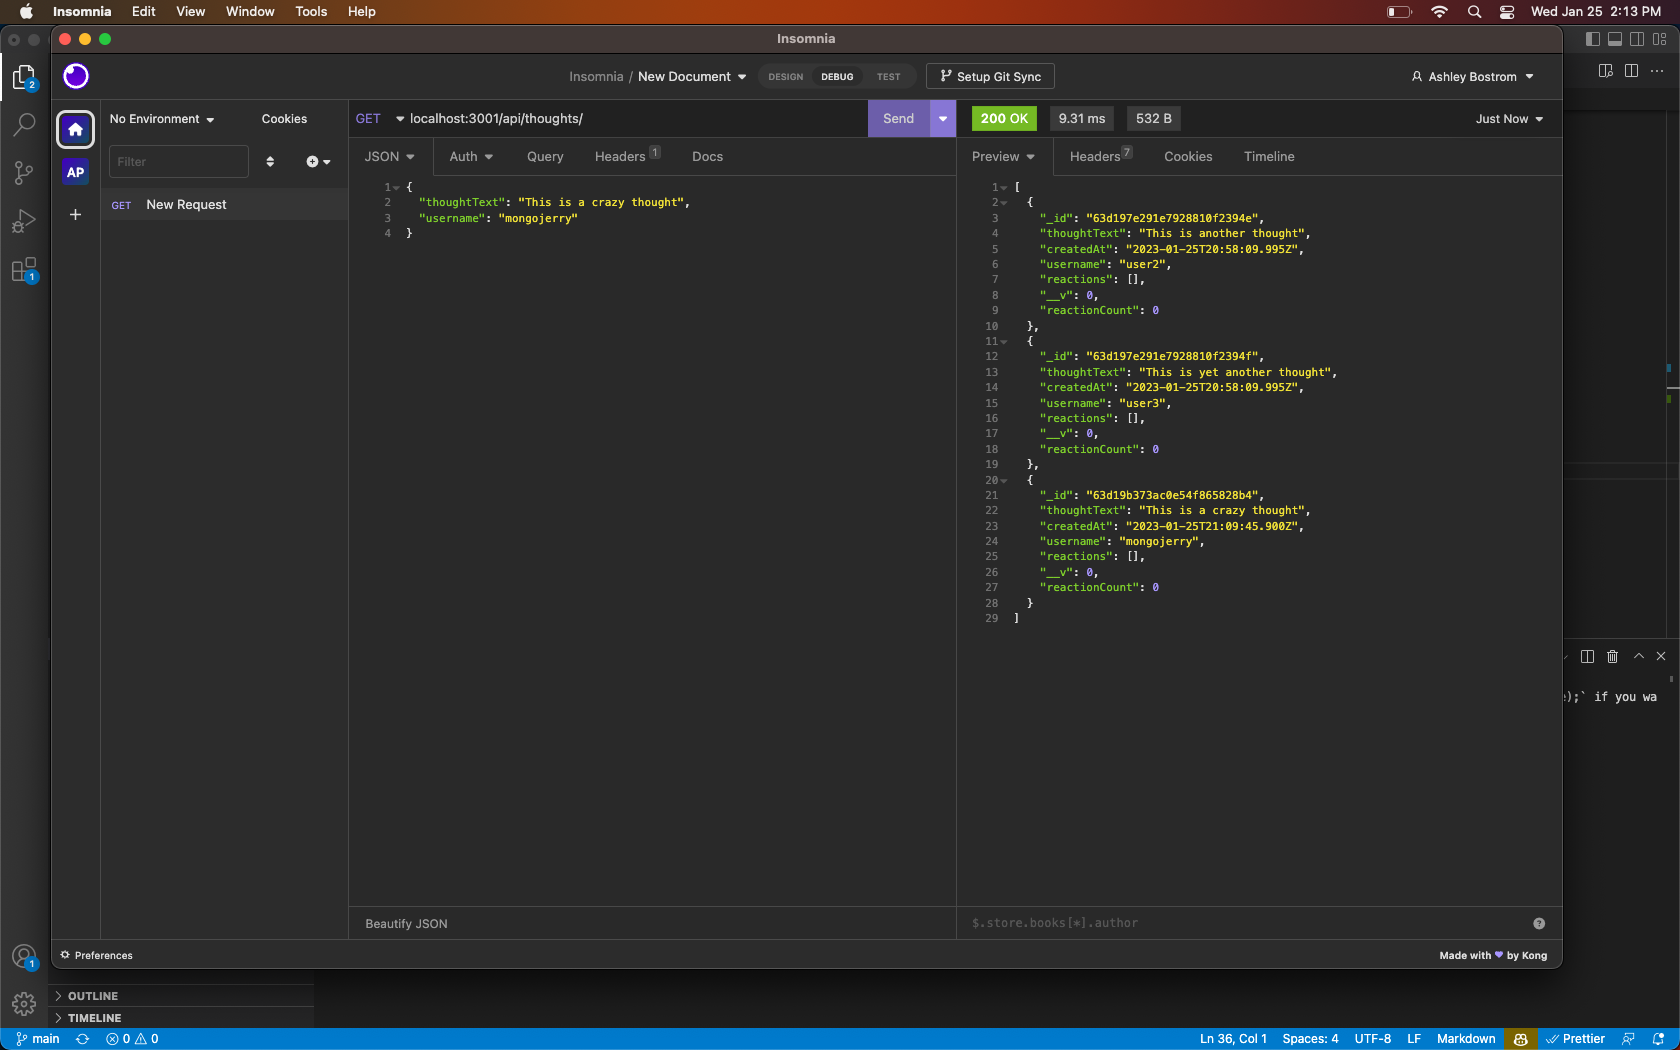 Insomnia Edit View Window Tools Help
Wed Jan 25 2:13 PM
Insomnia
Insomnia / New Document
DESIGN DEBUG TEST
Setup Git Sync
Ashley Bostrom
2
1
AP
No Environment
Cookies
Filter
GET New Request
GET localhost:3001/api/thoughts/
Send
200 OK 9.31 ms 532 B
Just Now
JSON Auth Query Headers 1 Docs
1 {
2 "thoughtText": "This is a crazy thought",
3 "username": "mongojerry"
4 }
Beautify JSON
Preview Headers 7 Cookies Timeline
1 [
2 {
3 "_id": "63d197e291e7928810f2394e",
4 "thoughtText": "This is another thought",
5 "createdAt": "2023-01-25T20:58:09.995Z",
6 "username": "user2",
7 "reactions": [],
8 "__v": 0,
9 "reactionCount": 0
10 },
11 {
12 "_id": "63d197e291e7928810f2394f",
13 "thoughtText": "This is yet another thought",
14 "createdAt": "2023-01-25T20:58:09.995Z",
15 "username": "user3",
16 "reactions": [],
17 "__v": 0,
18 "reactionCount": 0
19 },
20 {
21 "_id": "63d19b373ac0e54f865828b4",
22 "thoughtText": "This is a crazy thought",
23 "createdAt": "2023-01-25T21:09:45.900Z",
24 "username": "mongojerry",
25 "reactions": [],
26 "__v": 0,
27 "reactionCount": 0
28 }
29 ]
);` if you wa
$.store.books[*].author
Preferences
Made with ♥ by Kong
1
OUTLINE
TIMELINE
main 0 0
Ln 36, Col 1 Spaces: 4 UTF-8 LF Markdown Prettier